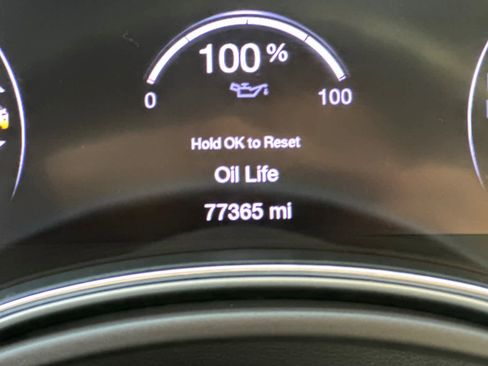 100 %
0 100
Hold OK to Reset
Oil Life
77365 mi